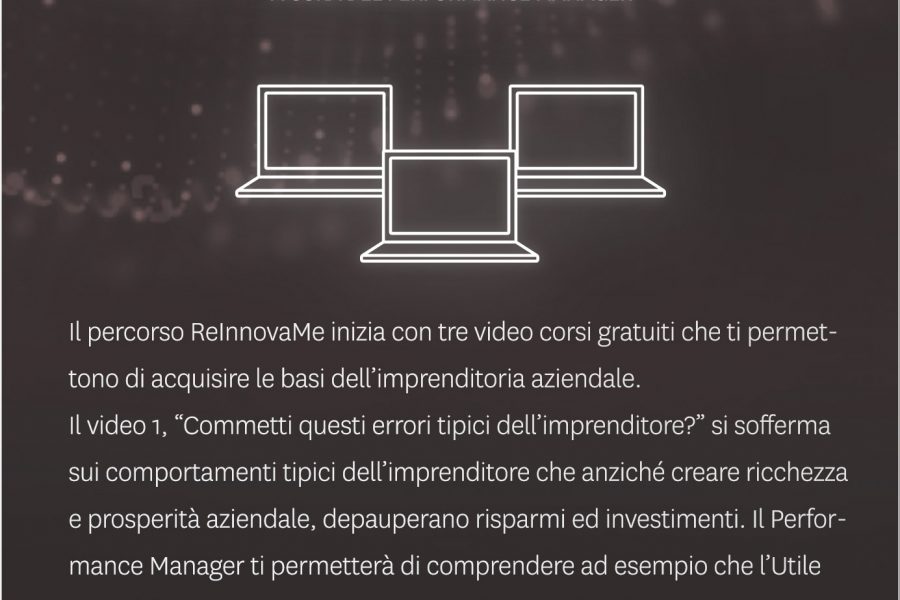 Il percorso ReInnovaMe inizia con tre video corsi gratuiti che ti permet-
tono di acquisire le basi dell’imprenditoria aziendale.
Il video 1, “Commetti questi errori tipici dell’imprenditore?” si sofferma
sui comportamenti tipici dell’imprenditore che anziché creare ricchezza
e prosperità aziendale, depauperano risparmi ed investimenti. Il Perfor-
mance Manager ti permetterà di comprendere ad esempio che l’Utile